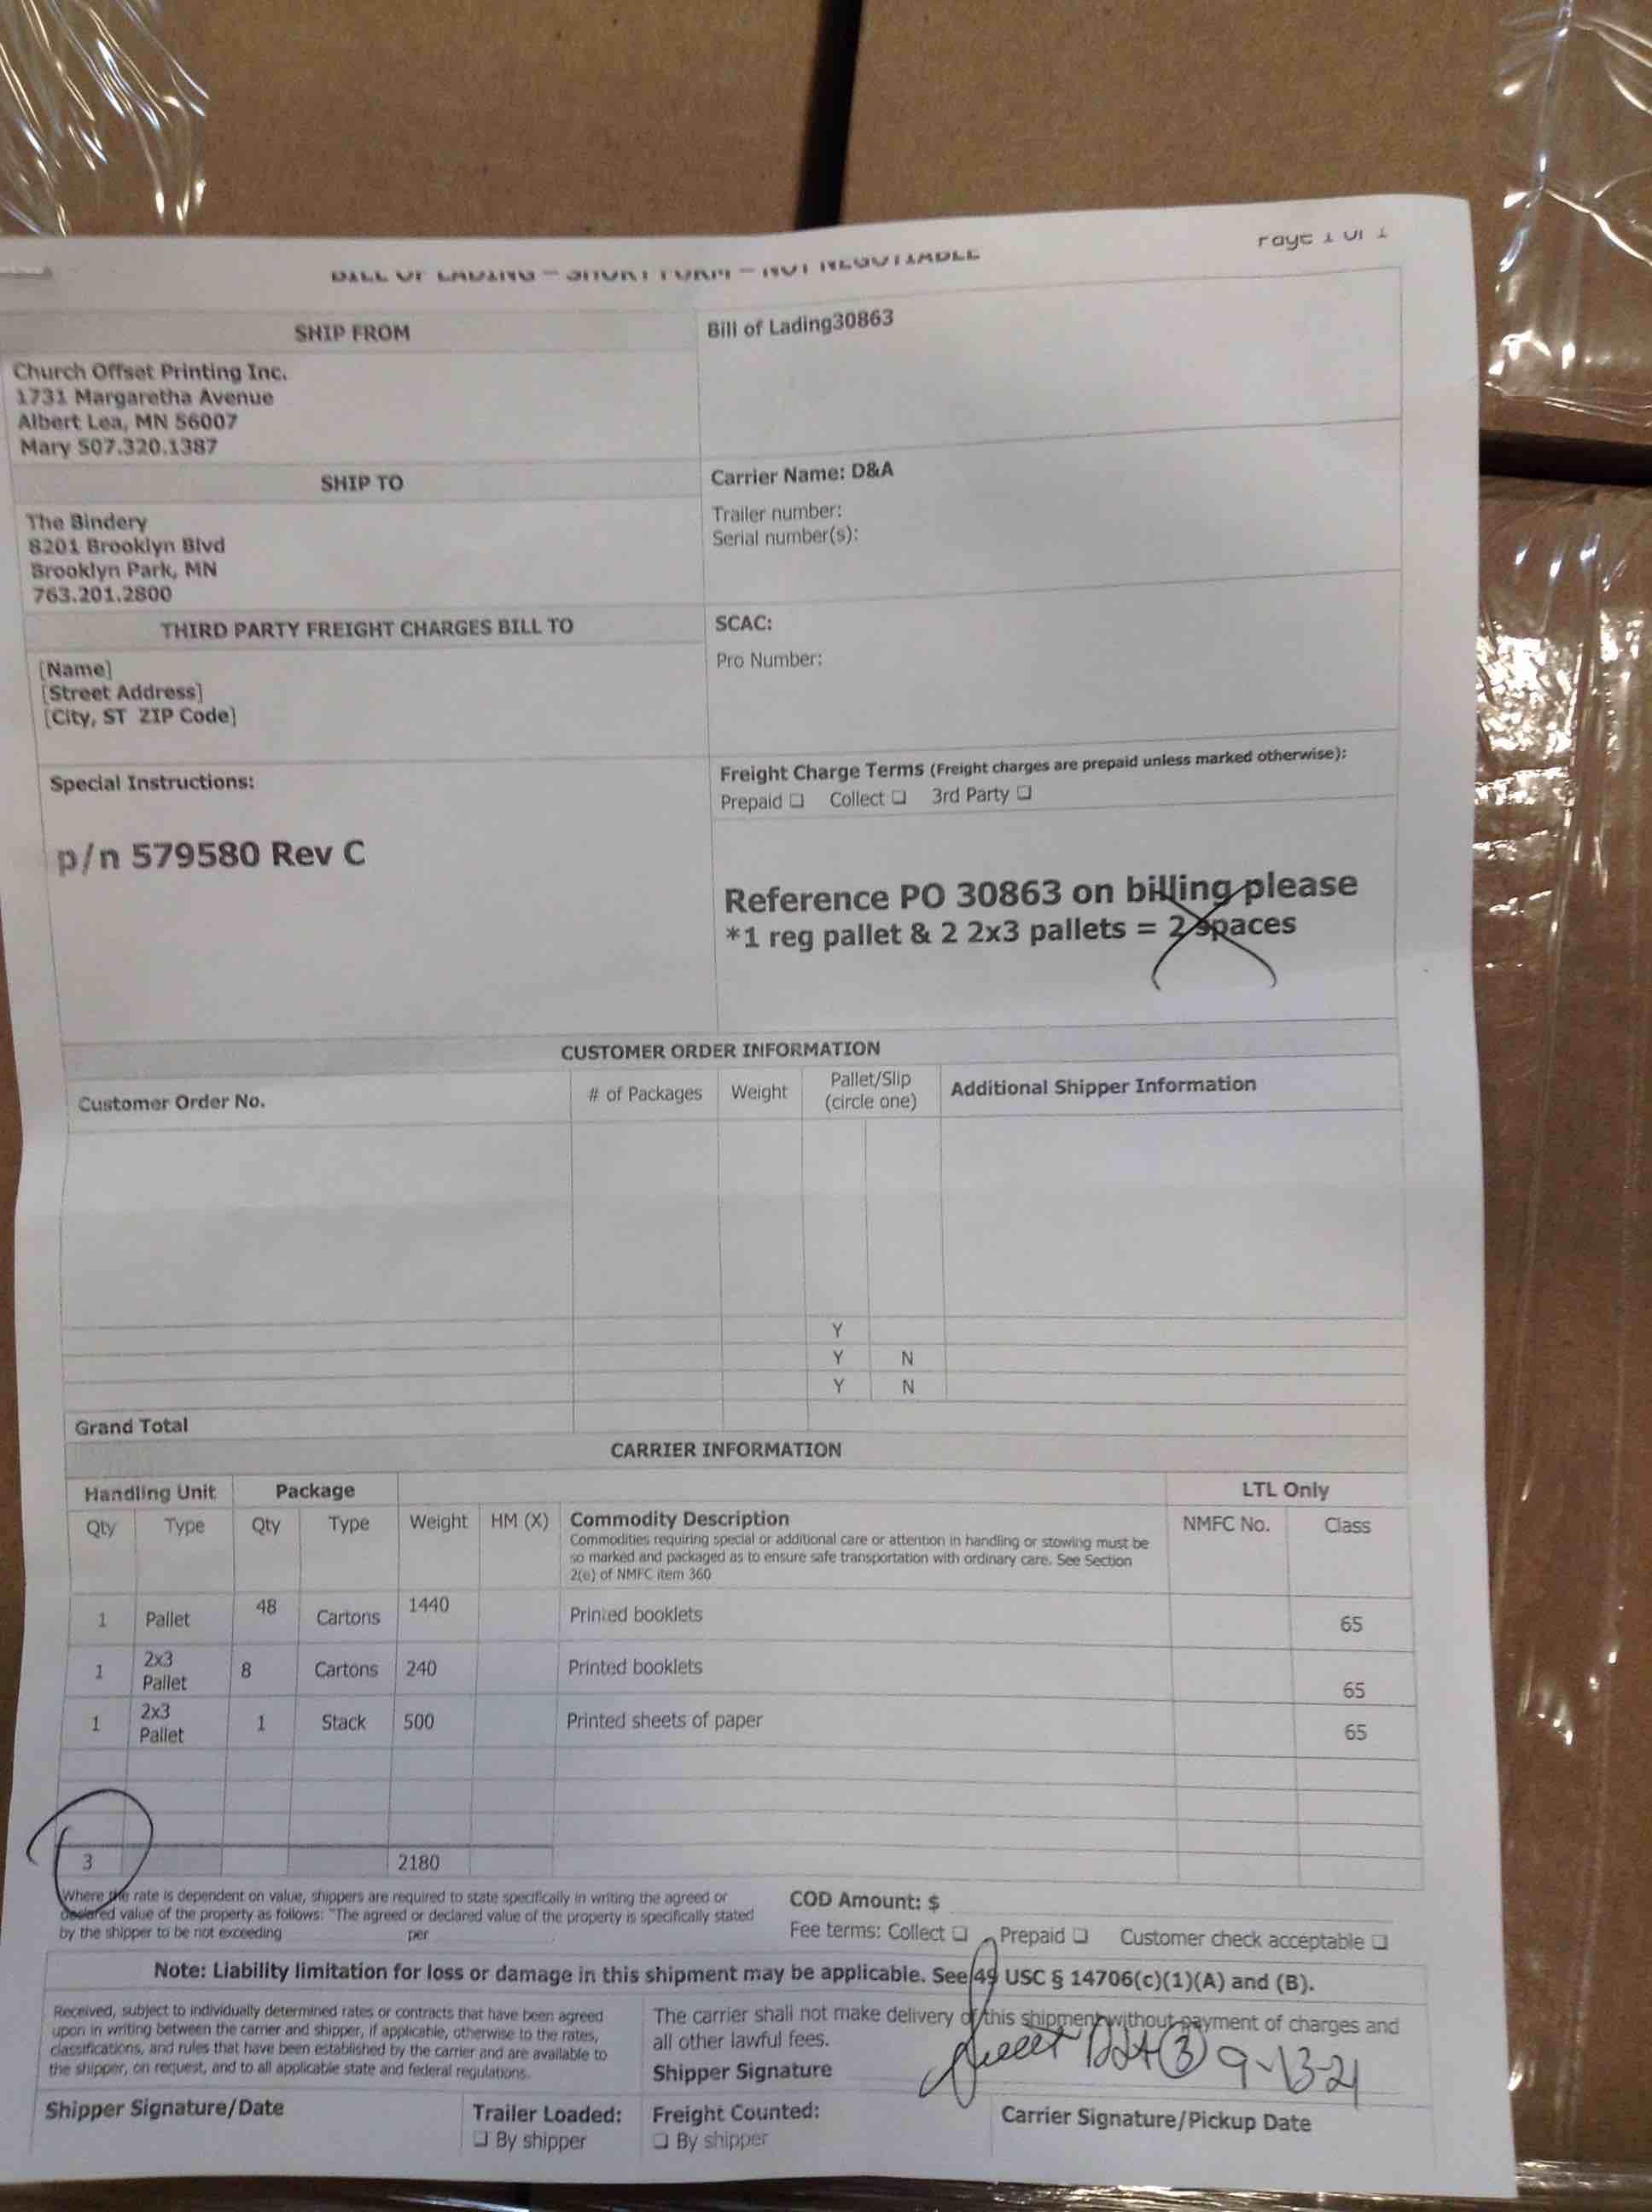 Page 1 of 1
BILL OF LADING – SHORT FORM – NOT NEGOTIABLE
SHIP FROM
Church Offset Printing Inc.
1731 Margaretha Avenue
Albert Lea, MN 56007
Mary 507.320.1387
Bill of Lading30863
SHIP TO
The Bindery
8201 Brooklyn Blvd
Brooklyn Park, MN
763.201.2800
Carrier Name: D&A
Trailer number:
Serial number(s):
THIRD PARTY FREIGHT CHARGES BILL TO
[Name]
[Street Address]
[City, ST ZIP Code]
SCAC:
Pro Number:
Special Instructions:
p/n 579580 Rev C
Freight Charge Terms (Freight charges are prepaid unless marked otherwise):
Prepaid ❑ Collect ❑ 3rd Party ❑
Reference PO 30863 on billing please
*1 reg pallet & 2 2x3 pallets = 2 spaces
CUSTOMER ORDER INFORMATION
Customer Order No. # of Packages Weight Pallet/Slip (circle one) Additional Shipper Information
Y
Y N
Y N
Grand Total
CARRIER INFORMATION
Handling Unit Package LTL Only
Qty Type Qty Type Weight HM (X) Commodity Description NMFC No. Class
Commodities requiring special or additional care or attention in handling or stowing must be
so marked and packaged as to ensure safe transportation with ordinary care. See Section
2(e) of NMFC item 360
1 Pallet 48 Cartons 1440 Printed booklets 65
1 2x3 Pallet 8 Cartons 240 Printed booklets 65
1 2x3 Pallet 1 Stack 500 Printed sheets of paper 65
3 2180
Where the rate is dependent on value, shippers are required to state specifically in writing the agreed or
declared value of the property as follows: "The agreed or declared value of the property is specifically stated
by the shipper to be not exceeding per
COD Amount: $
Fee terms: Collect ❑ Prepaid ❑ Customer check acceptable ❑
Note: Liability limitation for loss or damage in this shipment may be applicable. See 49 USC § 14706(c)(1)(A) and (B).
Received, subject to individually determined rates or contracts that have been agreed
upon in writing between the carrier and shipper, if applicable, otherwise to the rates,
classifications, and rules that have been established by the carrier and are available to
the shipper, on request, and to all applicable state and federal regulations.
The carrier shall not make delivery of this shipment without payment of charges and
all other lawful fees.
Shipper Signature
3 9-13-21
Shipper Signature/Date
Trailer Loaded:
❑ By shipper
Freight Counted:
❑ By shipper
Carrier Signature/Pickup Date